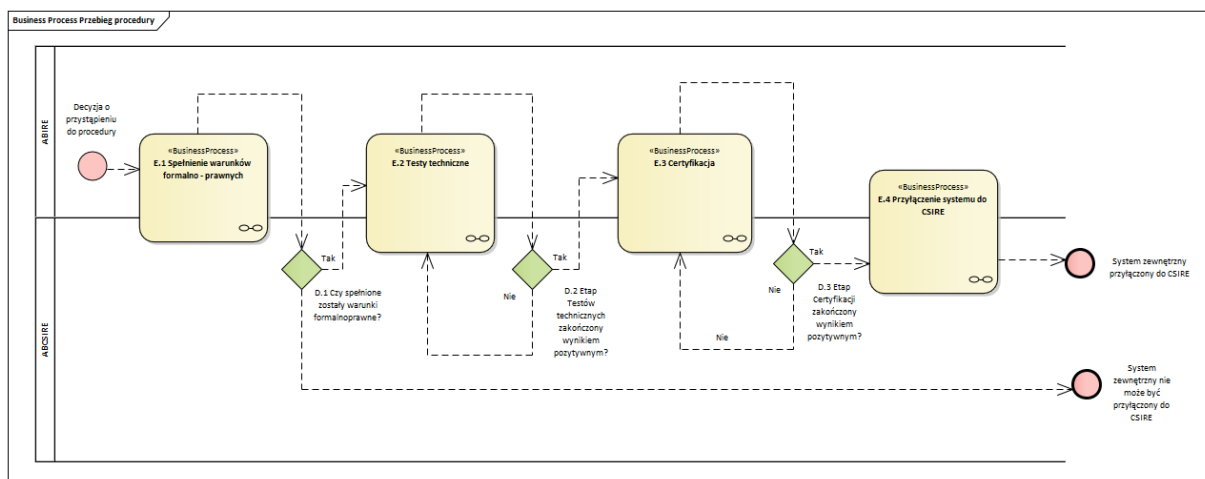 Business Process Przebieg procedury
ABIRE
Decyzja o
przystąpieniu
do procedury
«BusinessProcess»
E.1 Spełnienie warunków
formalno - prawnych
«BusinessProcess»
E.2 Testy techniczne
«BusinessProcess»
E.3 Certyfikacja
«BusinessProcess»
E.4 Przyłączenie systemu do
CSIRE
ABCSIRE
Tak
D.1 Czy spełnione
zostały warunki
formalnoprawne?
Tak
Nie
D.2 Etap
Testów
technicznych
zakończony
wynikiem
pozytywnym?
Tak
Nie
Nie
D.3 Etap
Certyfikacji
zakończony
wynikiem
pozytywnym?
System zewnętrzny
przyłączony do CSIRE
System
zewnętrzny nie
może być
przyłączony do
CSIRE